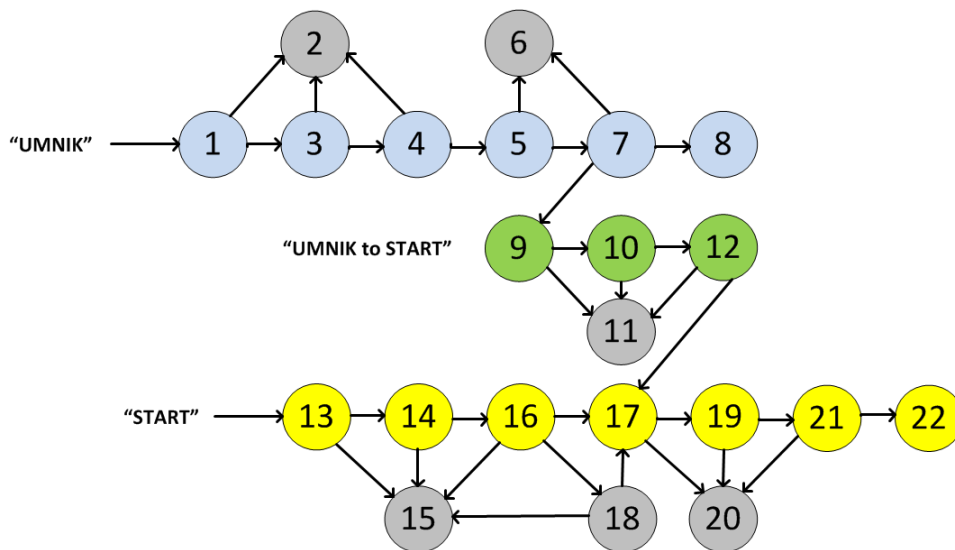 2 6
“UMNIK” 1 3 4 5 7 8
“UMNIK to START” 9 10 12
11
“START” 13 14 16 17 19 21 22
15 18 20